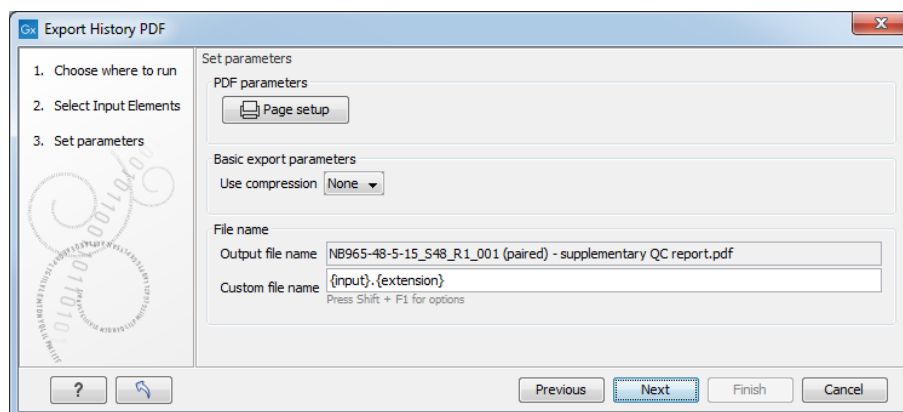 Gx Export History PDF
X
1. Choose where to run
2. Select Input Elements
3. Set parameters
Set parameters
PDF parameters
Page setup
Basic export parameters
Use compression None
File name
Output file name NB965-48-5-15_S48_R1_001 (paired) - supplementary QC report.pdf
Custom file name {input}.{extension}
Press Shift + F1 for options
? Previous Next Finish Cancel